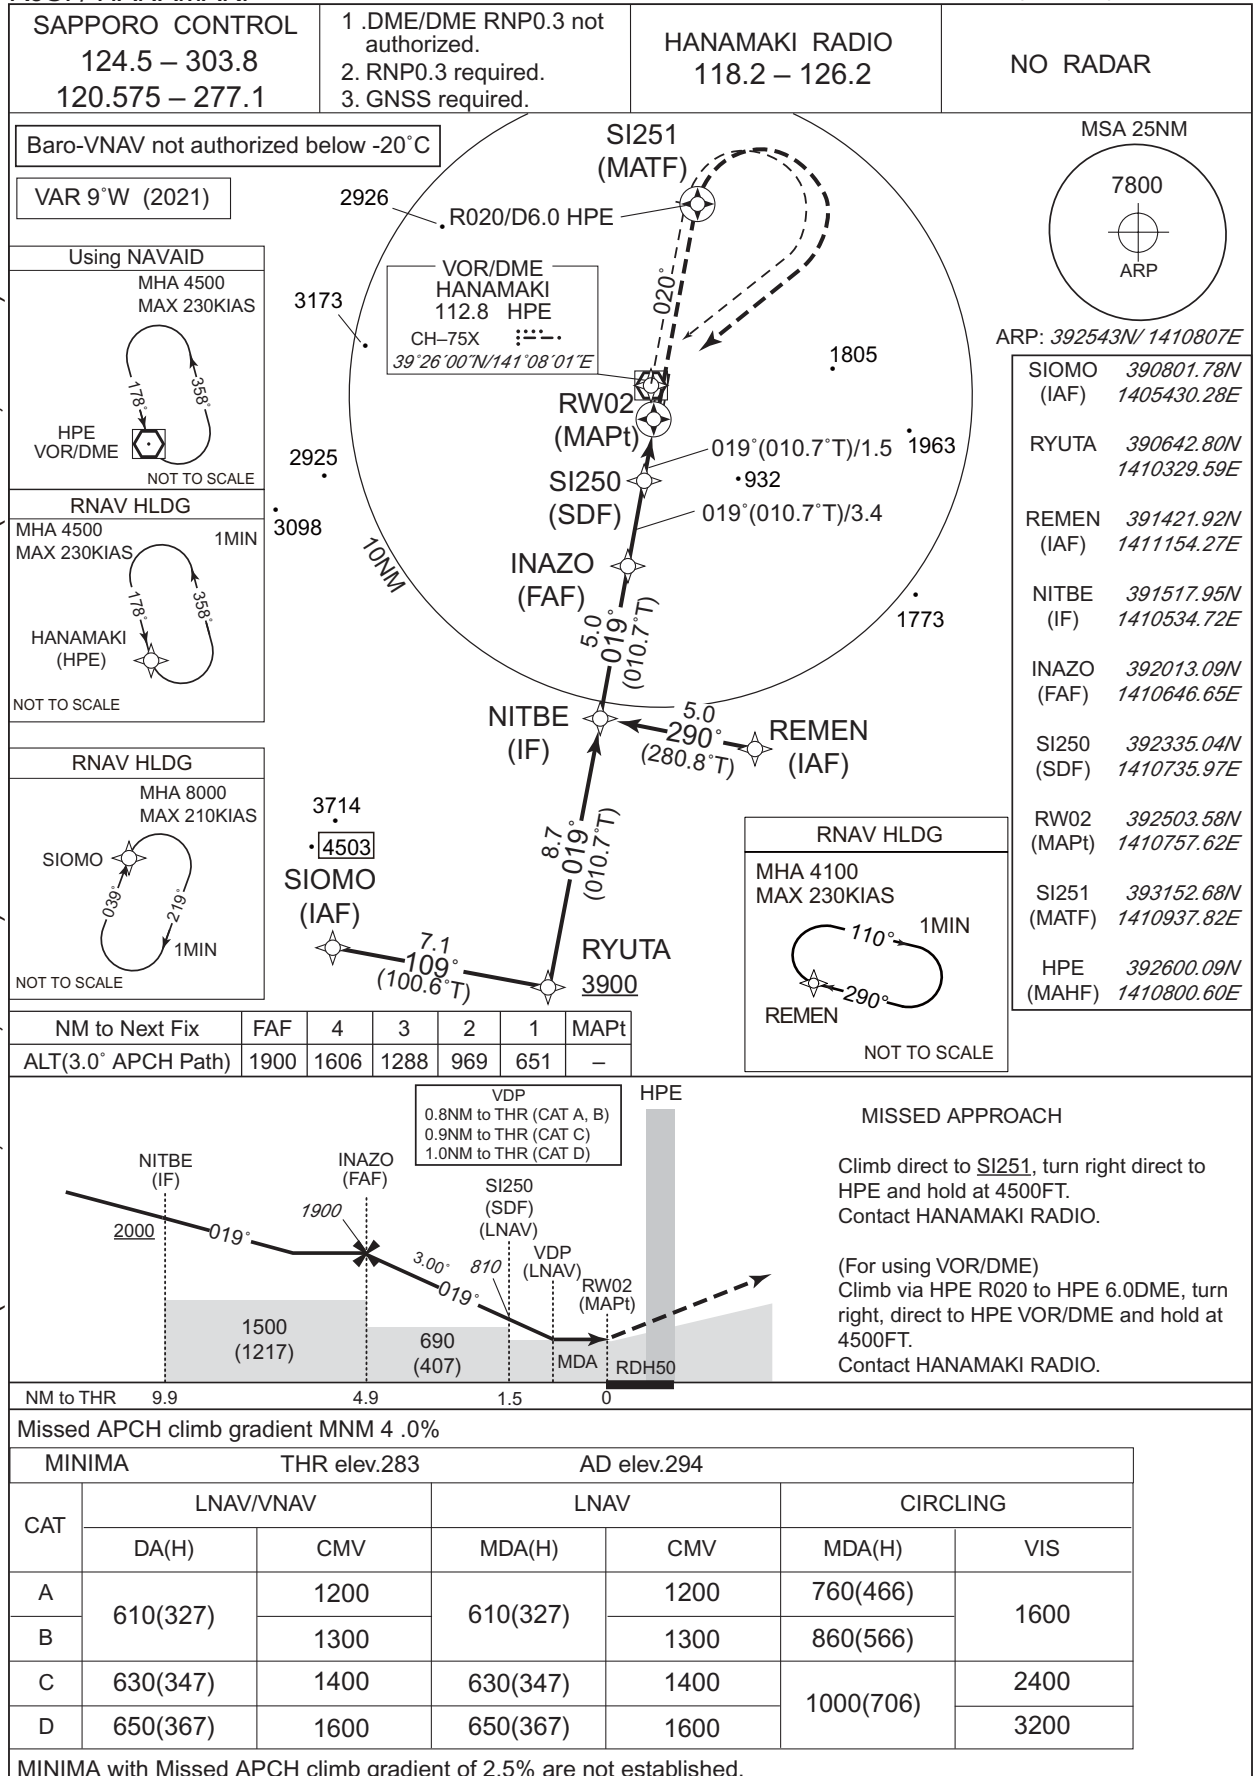 SAPPORO CONTROL
124.5 – 303.8
120.575 – 277.1
1 .DME/DME RNP0.3 not
authorized.
2. RNP0.3 required.
3. GNSS required.
HANAMAKI RADIO
118.2 – 126.2
NO RADAR
Baro-VNAV not authorized below -20˚C
VAR 9˚W (2021)
MSA 25NM
7800
ARP
ARP: 392543N/ 1410807E
SI251
(MATF)
2926
R020/D6.0 HPE
020˚
VOR/DME
HANAMAKI
112.8 HPE
CH–75X
39˚26´00˝N/141˚08´01˝E
3173
1805
RW02
(MAPt)
019˚(010.7˚T)/1.5
1963
2925
SI250
(SDF)
932
3098
019˚(010.7˚T)/3.4
10NM
INAZO
(FAF)
1773
5.0
019˚
(010.7˚T)
NITBE
(IF)
5.0
290˚
(280.8˚T)
REMEN
(IAF)
3714
4503
8.7
019˚
(010.7˚T)
SIOMO
(IAF)
7.1
109˚
(100.6˚T)
RYUTA
3900
Using NAVAID
MHA 4500
MAX 230KIAS
178˚
358˚
HPE
VOR/DME
NOT TO SCALE
RNAV HLDG
MHA 4500
MAX 230KIAS
1MIN
178˚
358˚
HANAMAKI
(HPE)
NOT TO SCALE
RNAV HLDG
MHA 8000
MAX 210KIAS
SIOMO
039˚
219˚
1MIN
NOT TO SCALE
RNAV HLDG
MHA 4100
MAX 230KIAS
110˚
1MIN
290˚
REMEN
NOT TO SCALE
SIOMO 390801.78N
(IAF) 1405430.28E
RYUTA 390642.80N
1410329.59E
REMEN 391421.92N
(IAF) 1411154.27E
NITBE 391517.95N
(IF) 1410534.72E
INAZO 392013.09N
(FAF) 1410646.65E
SI250 392335.04N
(SDF) 1410735.97E
RW02 392503.58N
(MAPt) 1410757.62E
SI251 393152.68N
(MATF) 1410937.82E
HPE 392600.09N
(MAHF) 1410800.60E
NM to Next Fix FAF 4 3 2 1 MAPt
ALT(3.0˚ APCH Path) 1900 1606 1288 969 651 –
VDP
0.8NM to THR (CAT A, B)
0.9NM to THR (CAT C)
1.0NM to THR (CAT D)
HPE
NITBE
(IF)
INAZO
(FAF)
SI250
(SDF)
(LNAV)
VDP
(LNAV)
RW02
(MAPt)
2000
019˚
1900
3.00˚
019˚
810
1500
(1217)
690
(407)
MDA
RDH50
NM to THR 9.9 4.9 1.5 0
MISSED APPROACH
Climb direct to SI251, turn right direct to
HPE and hold at 4500FT.
Contact HANAMAKI RADIO.
(For using VOR/DME)
Climb via HPE R020 to HPE 6.0DME, turn
right, direct to HPE VOR/DME and hold at
4500FT.
Contact HANAMAKI RADIO.
Missed APCH climb gradient MNM 4 .0%
MINIMA THR elev.283 AD elev.294
CAT LNAV/VNAV LNAV CIRCLING
DA(H) CMV MDA(H) CMV MDA(H) VIS
A 610(327) 1200 610(327) 1200 760(466) 1600
B 1300 1300 860(566)
C 630(347) 1400 630(347) 1400 1000(706) 2400
D 650(367) 1600 650(367) 1600 3200
MINIMA with Missed APCH climb gradient of 2.5% are not established.